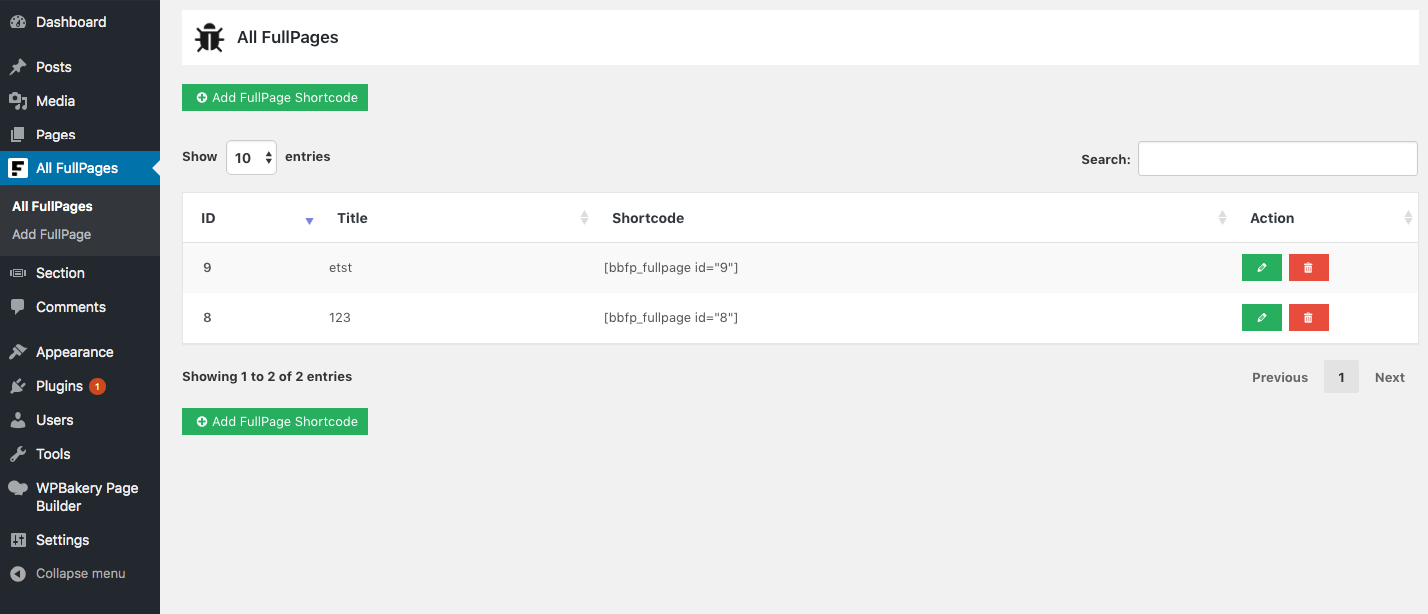 Dashboard
Posts
Media
Pages
All FullPages
All FullPages
Add FullPage
Section
Comments
Appearance
Plugins 1
Users
Tools
WPBakery Page
Builder
Settings
Collapse menu
All FullPages
Add FullPage Shortcode
Show 10 entries
Search:
ID Title Shortcode Action
9 etst [bbfp_fullpage id="9"]
8 123 [bbfp_fullpage id="8"]
Showing 1 to 2 of 2 entries
Previous 1 Next
Add FullPage Shortcode